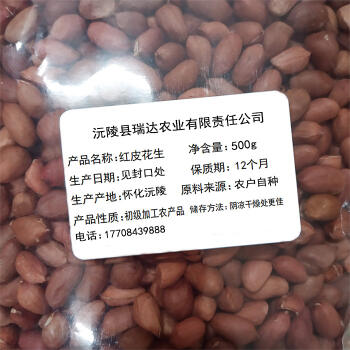 沅陵县瑞达农业有限责任公司
产品名称:红皮花生 净含量:500g
生产日期:见封口处 保质期:12个月
生产产地:怀化沅陵 原料来源:农户自种
产品性质:初级加工农产品 储存方法:阴凉干燥处更佳
电话:17708439888